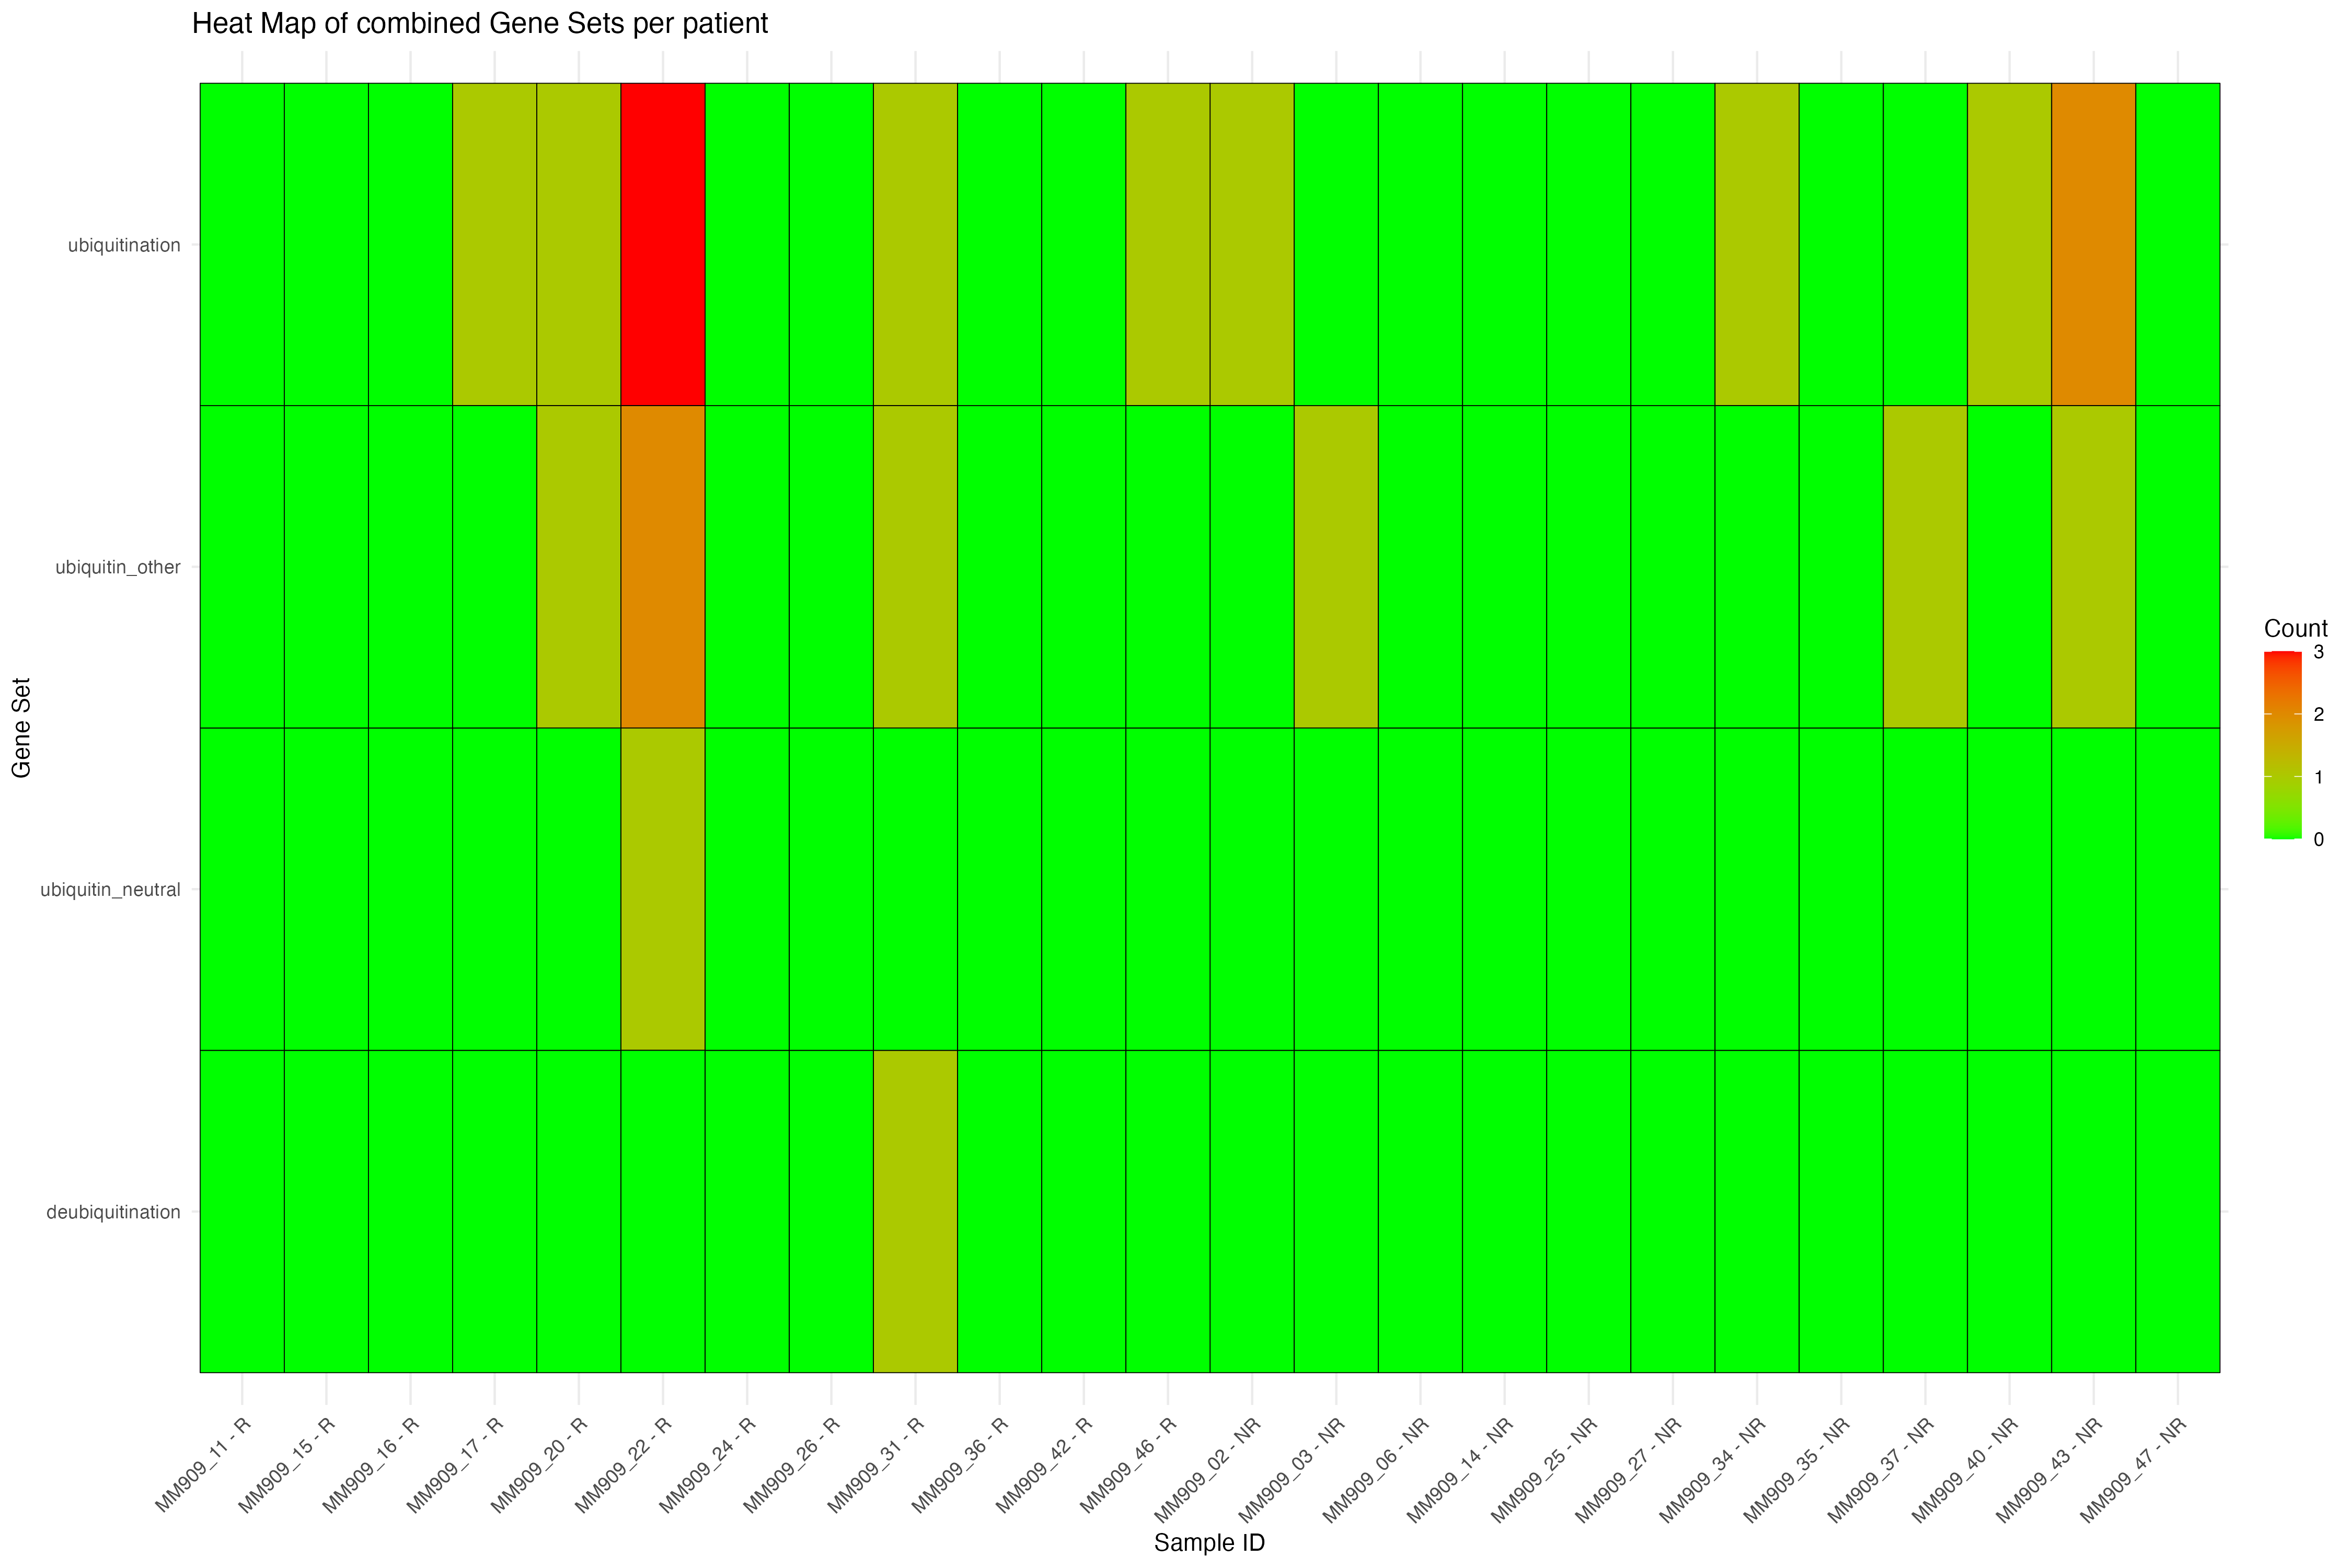 Heat Map of combined Gene Sets per patient
Gene Set
ubiquitination
ubiquitin_other
ubiquitin_neutral
deubiquitination
MM909_11 - R
MM909_15 - R
MM909_16 - R
MM909_17 - R
MM909_20 - R
MM909_22 - R
MM909_24 - R
MM909_26 - R
MM909_31 - R
MM909_36 - R
MM909_42 - R
MM909_46 - R
MM909_02 - NR
MM909_03 - NR
MM909_06 - NR
MM909_14 - NR
MM909_25 - NR
MM909_27 - NR
MM909_34 - NR
MM909_35 - NR
MM909_37 - NR
MM909_40 - NR
MM909_43 - NR
MM909_47 - NR
Sample ID
Count
3
2
1
0